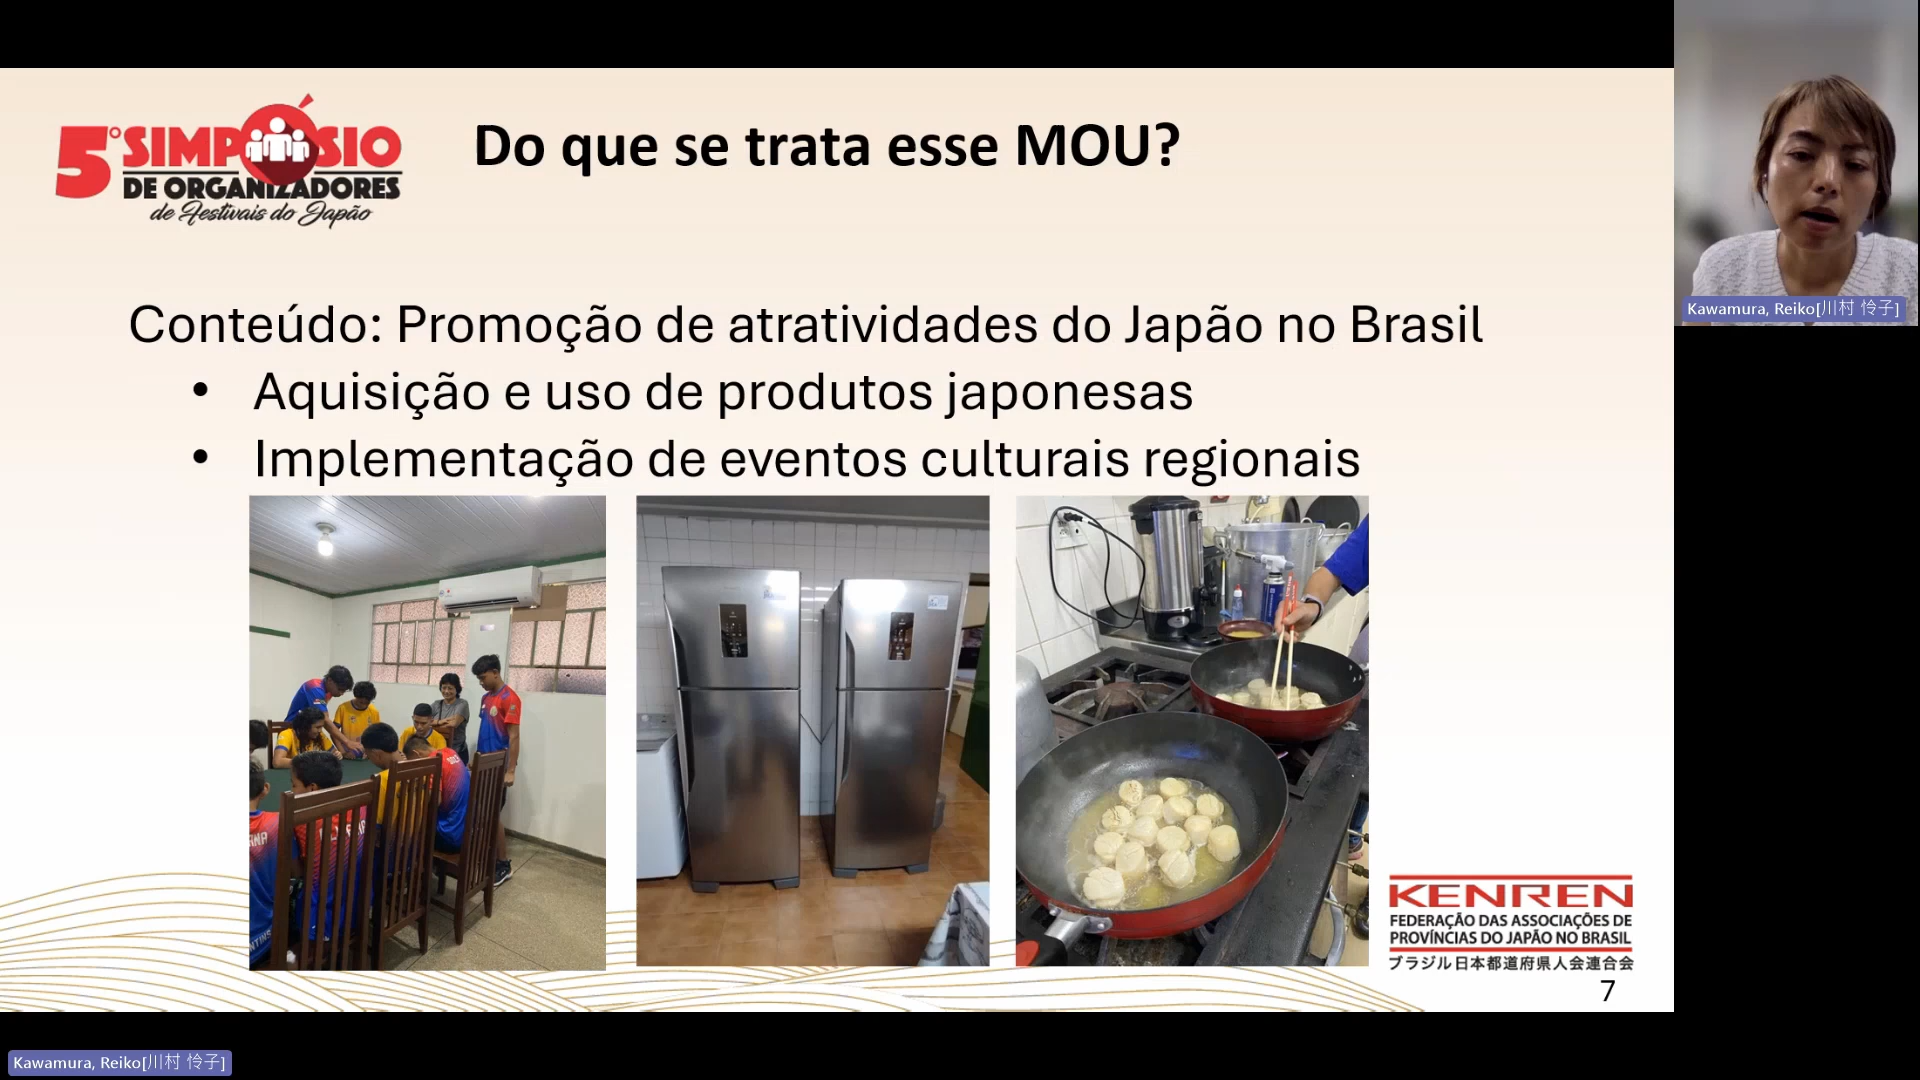 5º SIMPÓSIO
DE ORGANIZADORES
de Festivais do Japão
Do que se trata esse MOU?
Conteúdo: Promoção de atratividades do Japão no Brasil
• Aquisição e uso de produtos japonesas
• Implementação de eventos culturais regionais
KENREN
FEDERAÇÃO DAS ASSOCIAÇÕES DE
PROVÍNCIAS DO JAPÃO NO BRASIL
ブラジル日本都道府県人会連合会
7
Kawamura, Reiko[川村 怜子]
Kawamura, Reiko[川村 怜子]